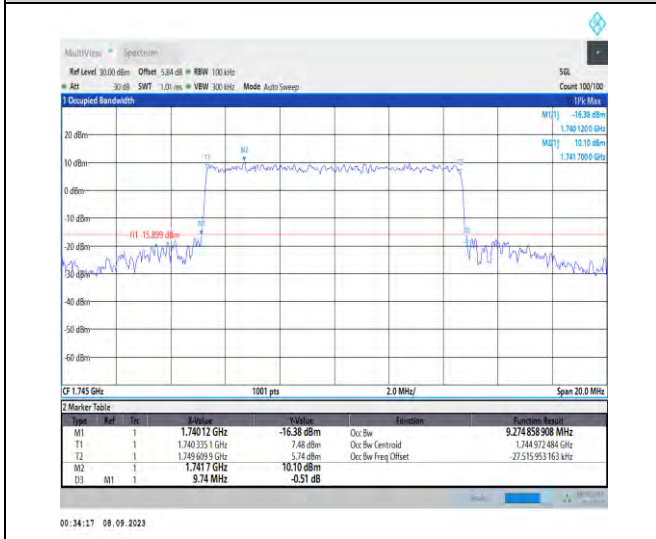 MultiView Spectrum
Ref Level 30.00 dBm Offset 5.84 dB RBW 100 kHz SGL
Att 30 dB SWT 1.01 ms VBW 300 kHz Mode Auto Sweep Count 100/100
1 Occupied Bandwidth 1Pk Max
M1[1] -16.38 dBm
1.740 120 0 GHz
M2[1] 10.10 dBm
1.741 700 0 GHz
20 dBm
T1 M2
10 dBm
0 dBm
-10 dBm
H1 -15.899 dBm
-20 dBm
-30 dBm
-40 dBm
-50 dBm
-60 dBm
CF 1.745 GHz 1001 pts 2.0 MHz/ Span 20.0 MHz
2 Marker Table
Type Ref Trc X-Value Y-Value Function Function Result
M1 1 1.74012 GHz -16.38 dBm Occ Bw 9.274 858 908 MHz
T1 1 1.740 335 1 GHz 7.48 dBm Occ Bw Centroid 1.744 972 484 GHz
T2 1 1.749 609 9 GHz 5.74 dBm Occ Bw Freq Offset -27.515 953 163 kHz
M2 1 1.7417 GHz 10.10 dBm
D3 M1 1 9.74 MHz -0.51 dB
00:34:17 08.09.2023